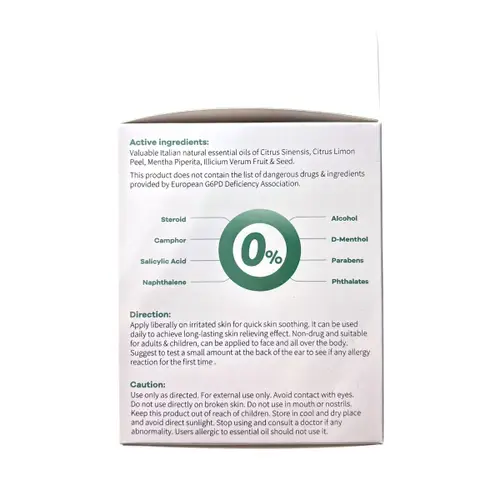 Active ingredients:
Valuable Italian natural essential oils of Citrus Sinensis, Citrus Limon
Peel, Mentha Piperita, Illicium Verum Fruit & Seed.
This product does not contain the list of dangerous drugs & ingredients
provided by European G6PD Deficiency Association.
Steroid
Alcohol
Camphor
0%
D-Menthol
Salicylic Acid
Parabens
Naphthalene
Phthalates
Direction:
Apply liberally on irritated skin for quick skin soothing. It can be used
daily to achieve long-lasting skin relieving effect. Non-drug and suitable
for adults & children, can be applied to face and all over the body.
Suggest to test a small amount at the back of the ear to see if any allergy
reaction for the first time .
Caution:
Use only as directed. For external use only. Avoid contact with eyes.
Do not use directly on broken skin. Do not use in mouth or nostrils.
Keep this product out of reach of children. Store in cool and dry place
and avoid direct sunlight. Stop using and consult a doctor if any
abnormality. Users allergic to essential oil should not use it.